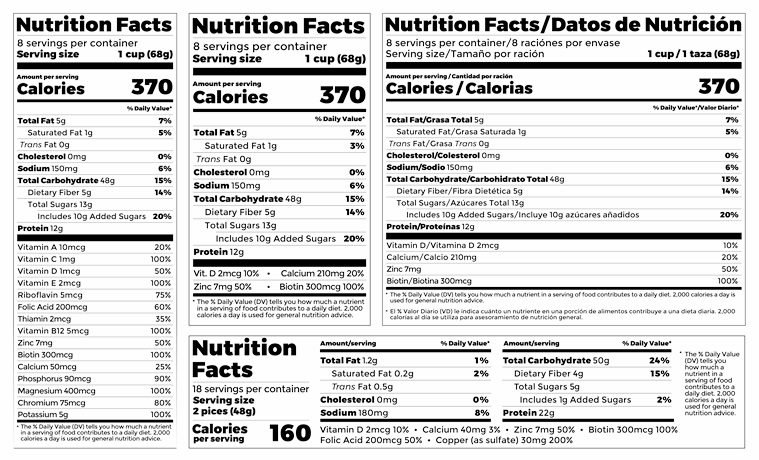 Nutrition Facts
8 servings per container
Serving size 1 cup (68g)
Amount per serving
Calories 370
% Daily Value*
Total Fat 5g 7%
Saturated Fat 1g 5%
Trans Fat 0g
Cholesterol 0mg 0%
Sodium 150mg 6%
Total Carbohydrate 48g 15%
Dietary Fiber 5g 14%
Total Sugars 13g
Includes 10g Added Sugars 20%
Protein 12g
Vitamin A 10mcg 20%
Vitamin C 1mg 100%
Vitamin D 1mcg 50%
Vitamin E 2mcg 100%
Riboflavin 5mcg 75%
Folic Acid 200mcg 60%
Thiamin 2mcg 35%
Vitamin B12 5mcg 100%
Zinc 7mg 50%
Biotin 300mcg 100%
Calcium 50mcg 25%
Phosphorus 90mcg 90%
Magnesium 400mcg 100%
Chromium 75mcg 80%
Potassium 5g 100%
* The % Daily Value (DV) tells you how much a nutrient
in a serving of food contributes to a daily diet. 2,000
calories a day is used for general nutrition advice.
Nutrition Facts
8 servings per container
Serving size 1 cup (68g)
Amount per serving
Calories 370
% Daily Value*
Total Fat 5g 7%
Saturated Fat 1g 3%
Trans Fat 0g
Cholesterol 0mg 0%
Sodium 150mg 6%
Total Carbohydrate 48g 15%
Dietary Fiber 5g 14%
Total Sugars 13g
Includes 10g Added Sugars 20%
Protein 12g
Vit. D 2mcg 10% • Calcium 210mg 20%
Zinc 7mg 50% • Biotin 300mcg 100%
* The % Daily Value (DV) tells you how much a nutrient
in a serving of food contributes to a daily diet. 2,000
calories a day is used for general nutrition advice.
Nutrition Facts/Datos de Nutrición
8 servings per container/8 raciónes por envase
Serving size/Tamaño por ración 1 cup / 1 taza (68g)
Amount per serving / Cantidad por ración
Calories / Calorias 370
% Daily Value*/Valor Diario*
Total Fat/Grasa Total 5g 7%
Saturated Fat/Grasa Saturada 1g 5%
Trans Fat/Grasa Trans 0g
Cholesterol/Colesterol 0mg 0%
Sodium/Sodio 150mg 6%
Total Carbohydrate/Carbohidrato Total 48g 15%
Dietary Fiber/Fibra Dietética 5g 14%
Total Sugars/Azúcares Total 13g
Includes 10g Added Sugars/Incluye 10g azúcares añadidos 20%
Protein/Proteínas 12g
Vitamin D/Vitamina D 2mcg 10%
Calcium/Calcio 210mg 20%
Zinc 7mg 50%
Biotin/Biotina 300mcg 100%
* The % Daily Value (DV) tells you how much a nutrient in a serving of food contributes to a daily diet. 2,000 calories a day is
used for general nutrition advice.
* El % Valor Diario (VD) le indica cuánto un nutriente en una porción de alimentos contribuye a una dieta diaria. 2,000
calorias al día se utiliza para asesoramiento de nutrición general.
Nutrition
Facts
18 servings per container
Serving size
2 pices (48g)
Calories
per serving 160
Amount/serving % Daily Value*
Total Fat 1.2g 1%
Saturated Fat 0.2g 2%
Trans Fat 0.5g
Cholesterol 0mg 0%
Sodium 180mg 8%
Amount/serving % Daily Value*
Total Carbohydrate 50g 24%
Dietary Fiber 4g 15%
Total Sugars 5g
Includes 1g Added Sugars 2%
Protein 22g
Vitamin D 2mcg 10% • Calcium 40mg 3% • Zinc 7mg 50% • Biotin 300mcg 100%
Folic Acid 200mcg 50% • Copper (as sulfate) 30mg 200%
* The % Daily Value
(DV) tells you
how much a
nutrient in a
serving of food
contributes to a
daily diet. 2,000
calories a day is
used for general
nutrition advice.